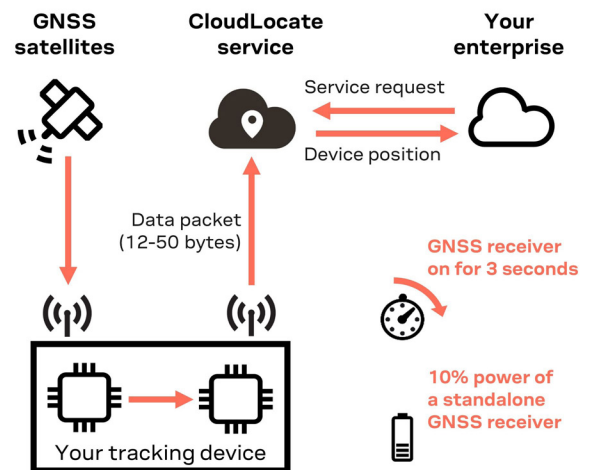 GNSS
satellites
CloudLocate
service
Your
enterprise
Service request
Device position
Data packet
(12-50 bytes)
GNSS receiver
on for 3 seconds
10% power of
a standalone
GNSS receiver
Your tracking device